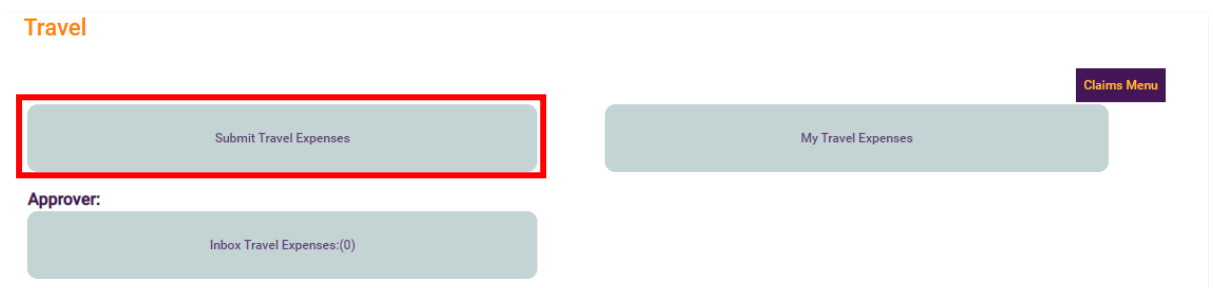 Travel
Claims Menu
Submit Travel Expenses
My Travel Expenses
Approver:
Inbox Travel Expenses:(0)